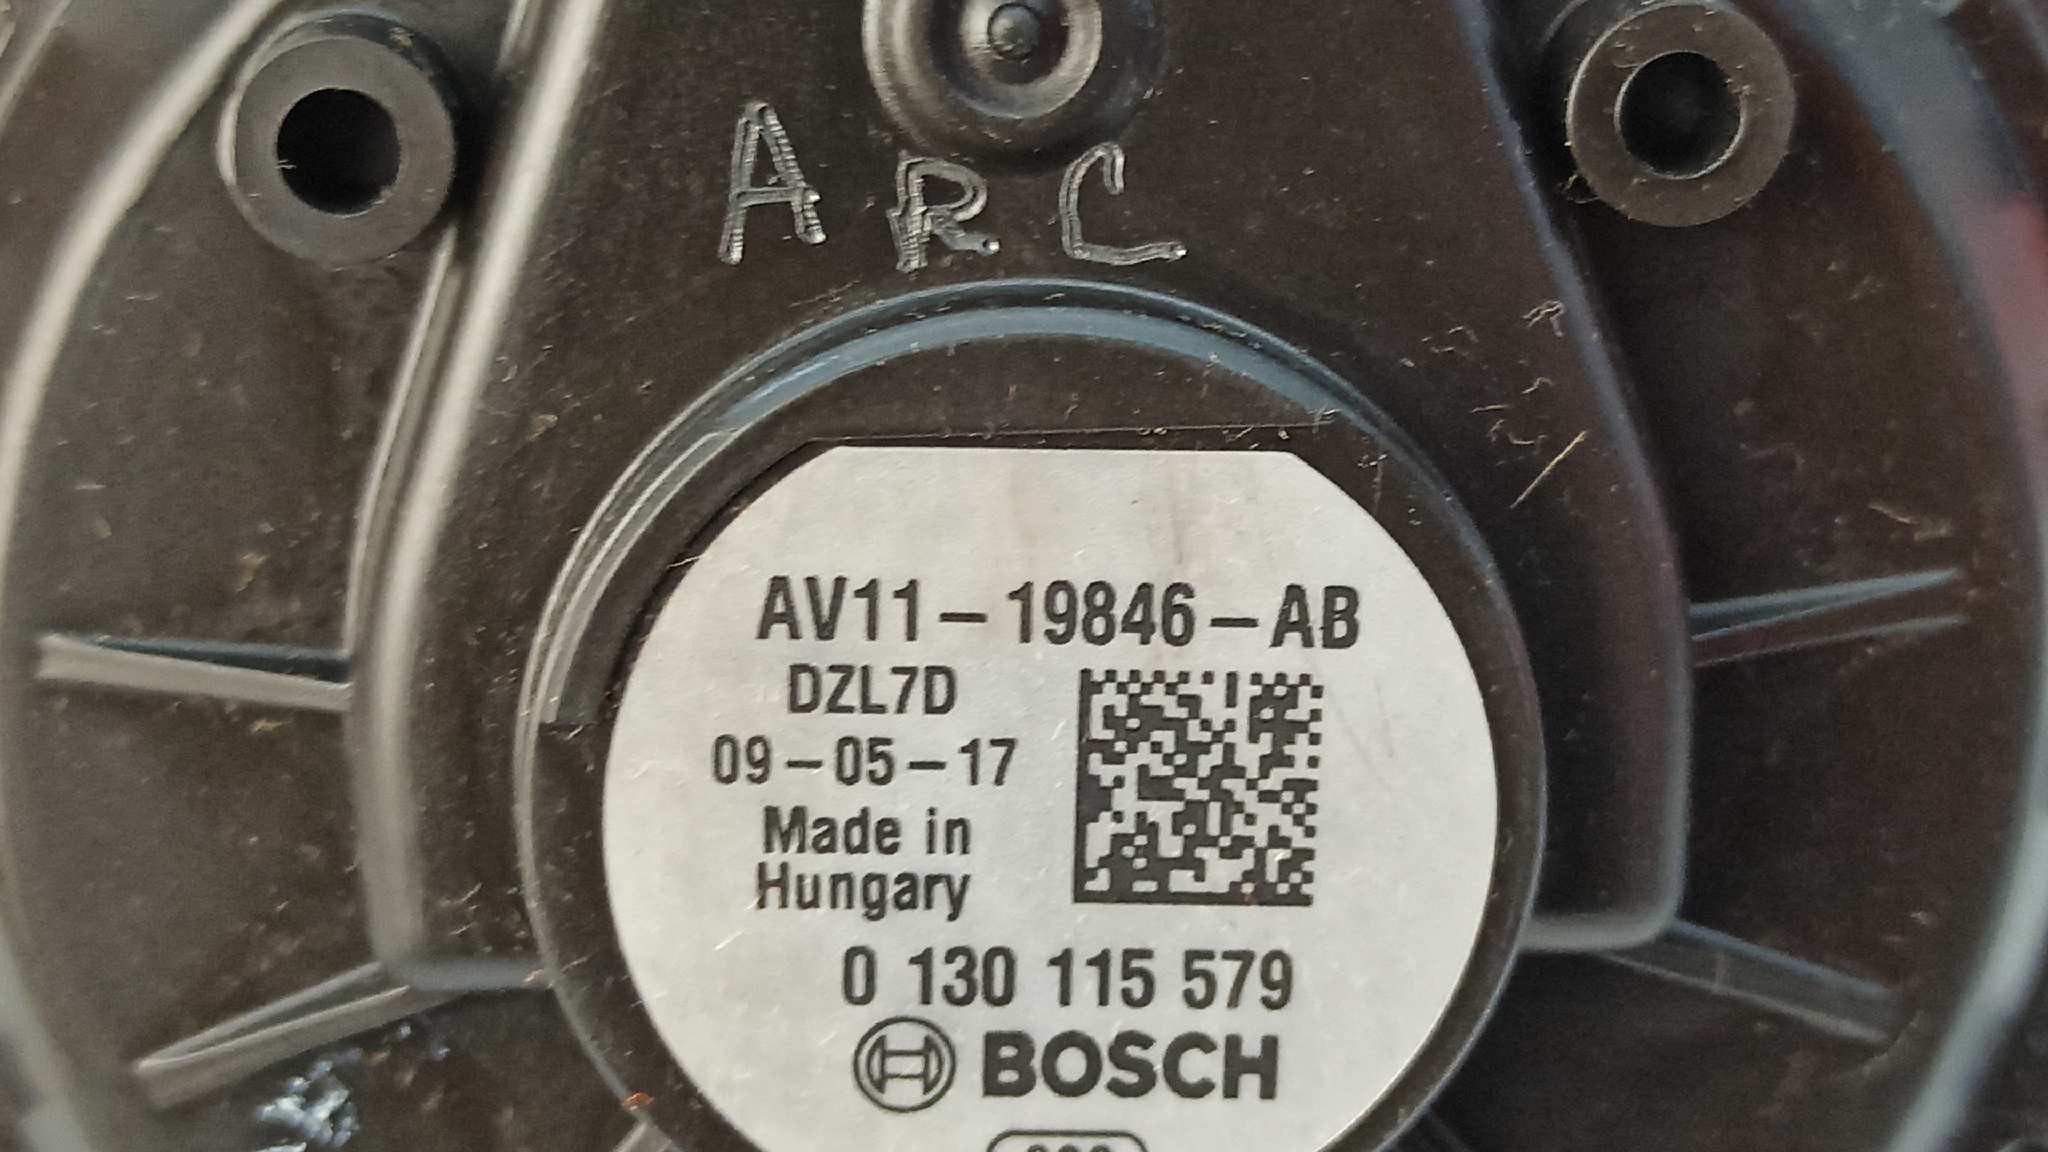 ARC
AV11-19846-AB
DZL7D
09-05-17
Made in
Hungary
0 130 115 579
BOSCH